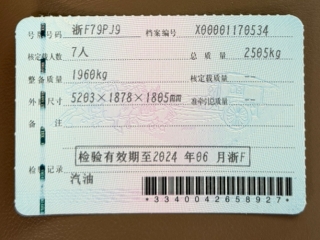 号牌号码 浙F79PJ9 档案编号 X00001170534
核定载人数 7人 总质量 2505kg
整备质量 1960kg 核定载质量 --
外廓尺寸 5203×1878×1805mm 准牵引总质量 --
备注
检验有效期至2024 年06 月浙F
检验记录
汽油
*3340042658927*